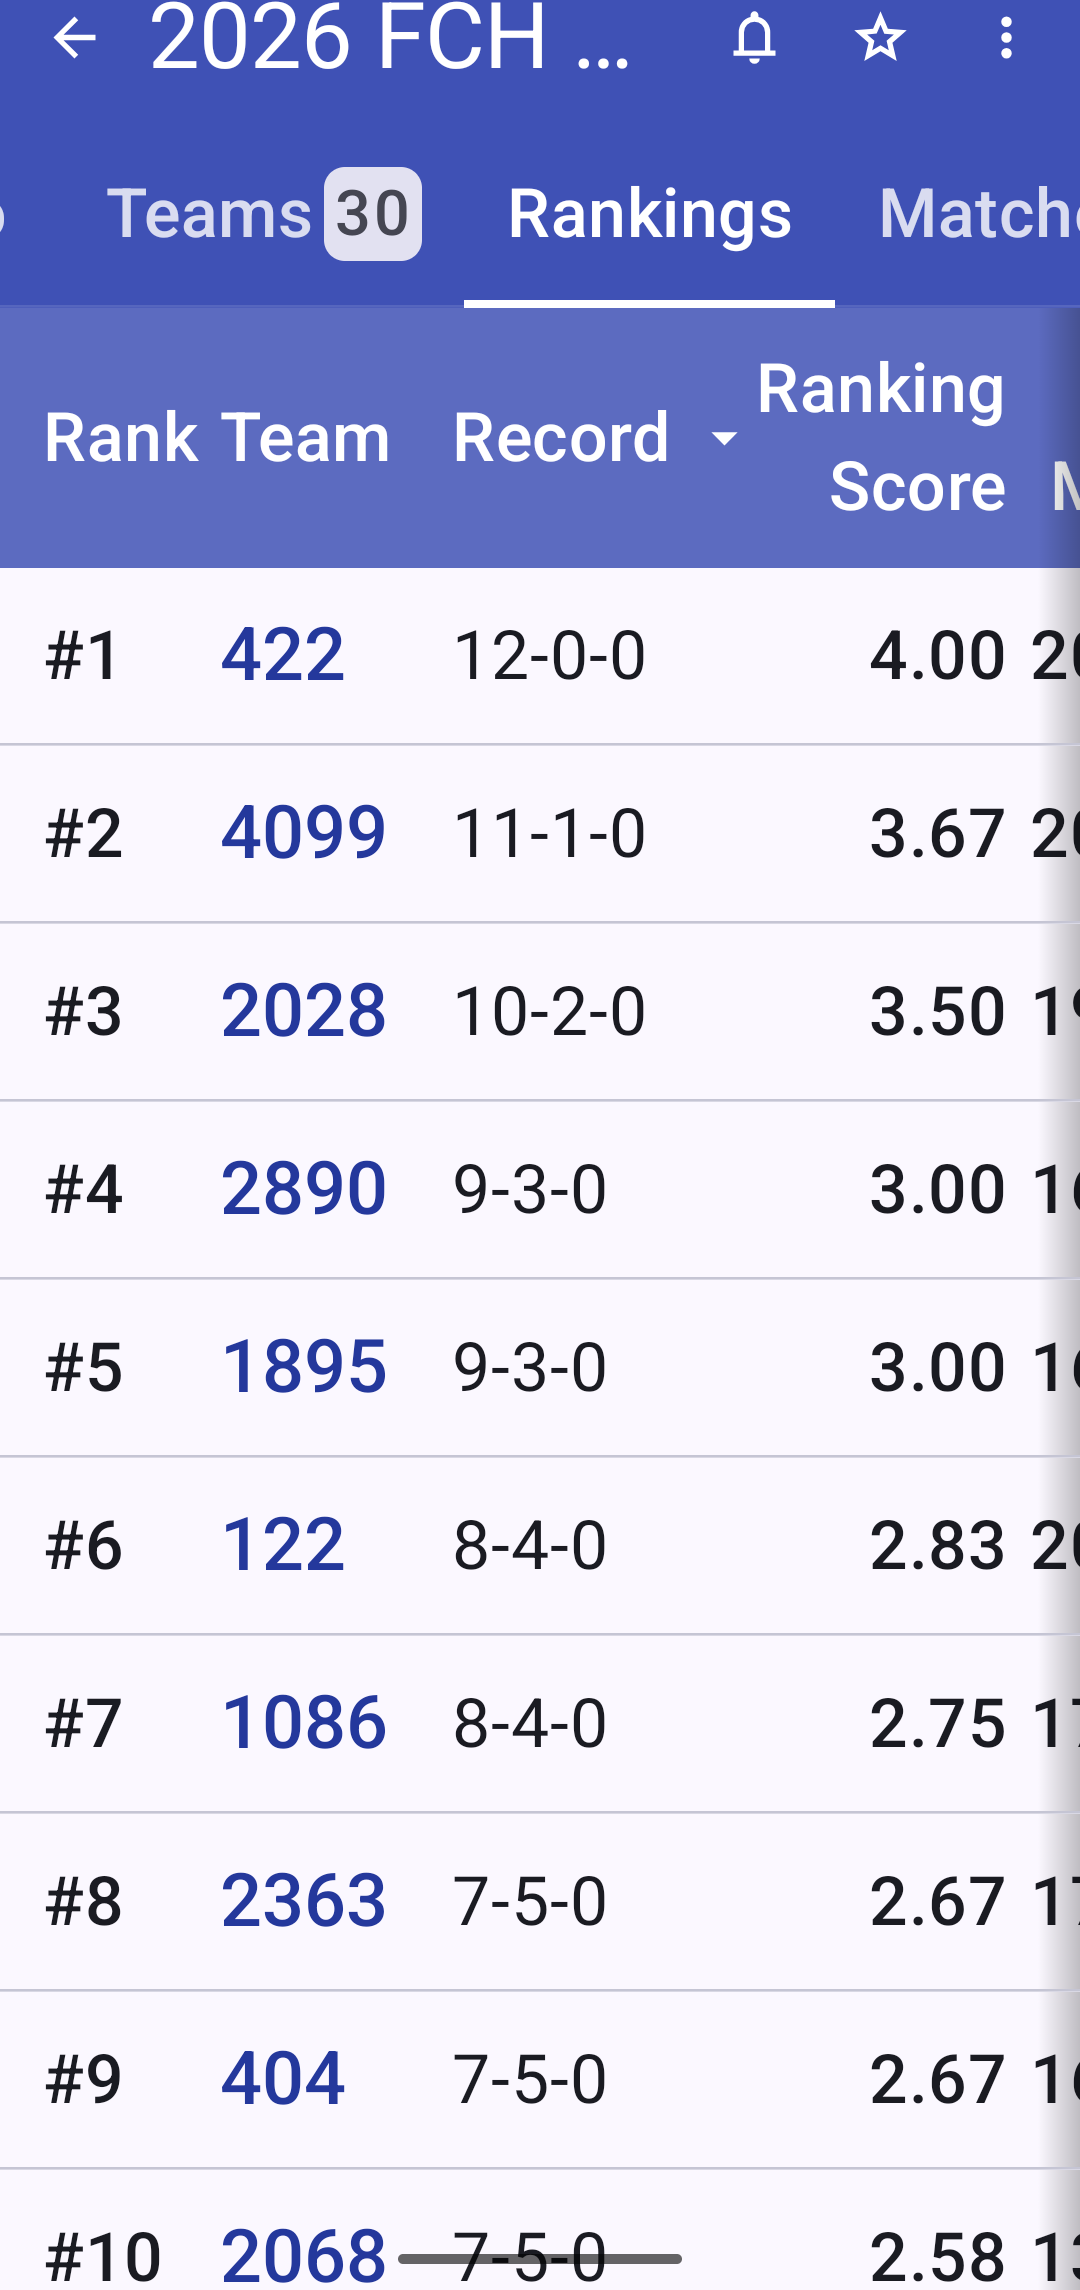 2026 FCH ...
Teams 30 Rankings
Rank Team Record Ranking Score
#1 422 12-0-0 4.00
#2 4099 11-1-0 3.67
#3 2028 10-2-0 3.50
#4 2890 9-3-0 3.00
#5 1895 9-3-0 3.00
#6 122 8-4-0 2.83
#7 1086 8-4-0 2.75
#8 2363 7-5-0 2.67
#9 404 7-5-0 2.67
#10 2068 7-5-0 2.58